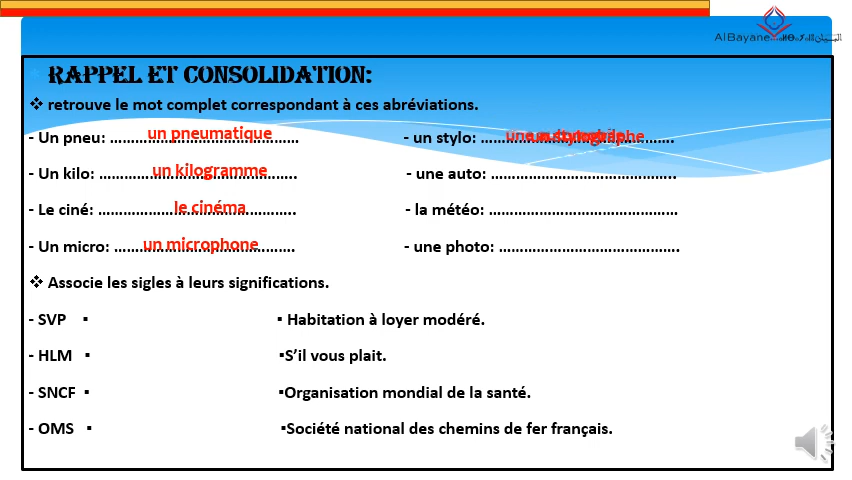 AlBayane
RAPPEL ET CONSOLIDATION:
❖ retrouve le mot complet correspondant à ces abréviations.
- Un pneu: un pneumatique - un stylo:
- Un kilo: un kilogramme - une auto: ……………………………………..
- Le ciné: le cinéma - la météo: ………………………………………
- Un micro: un microphone - une photo: …………………………………….
❖ Associe les sigles à leurs significations.
- SVP ▪ ▪ Habitation à loyer modéré.
- HLM ▪ ▪S’il vous plait.
- SNCF ▪ ▪Organisation mondial de la santé.
- OMS ▪ ▪Société national des chemins de fer français.